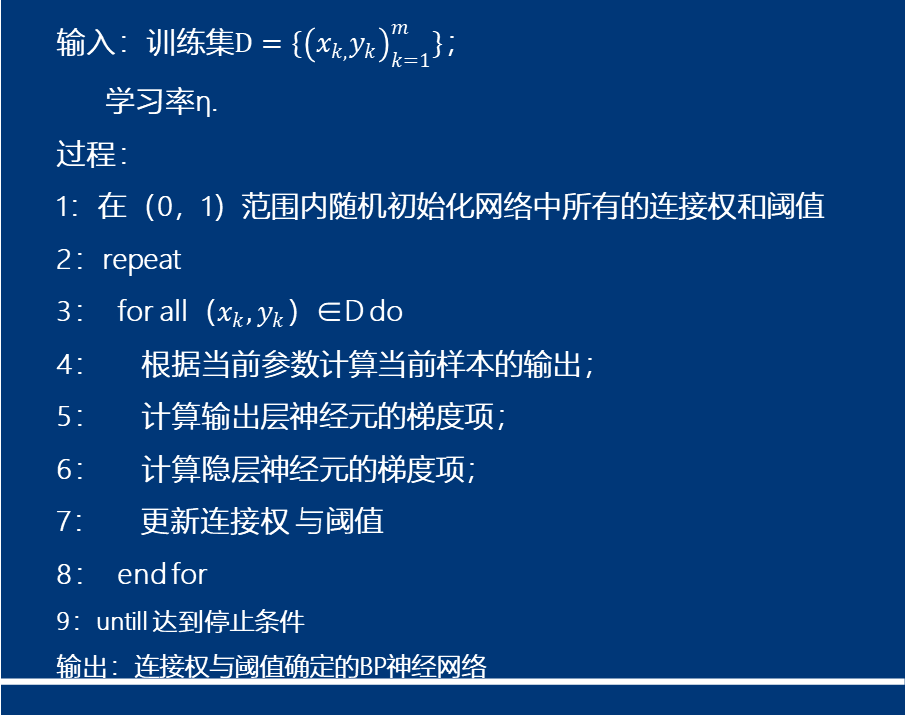 输入：训练集D = {(x_k,y_k)_{k=1}^m}；
学习率η.
过程：
1：在（0，1）范围内随机初始化网络中所有的连接权和阈值
2：repeat
3： for all（x_k, y_k）∈D do
4： 根据当前参数计算当前样本的输出；
5： 计算输出层神经元的梯度项；
6： 计算隐层神经元的梯度项；
7： 更新连接权 与阈值
8： end for
9：untill 达到停止条件
输出：连接权与阈值确定的BP神经网络